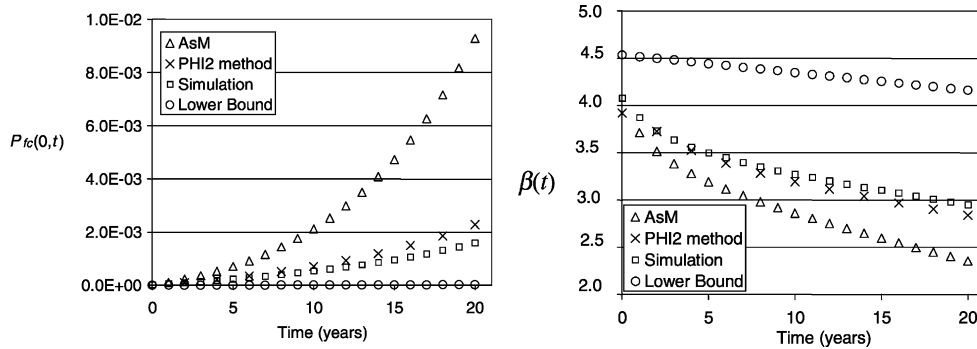 1.0E-02
8.0E-03
6.0E-03
4.0E-03
2.0E-03
0.0E+00
Pfc(0,t)
AsM
PHI2 method
Simulation
Lower Bound
0 5 10 15 20
Time (years)
5.0
4.5
4.0
3.5
3.0
2.5
2.0
β(t)
AsM
PHI2 method
Simulation
Lower Bound
0 5 10 15 20
Time (years)